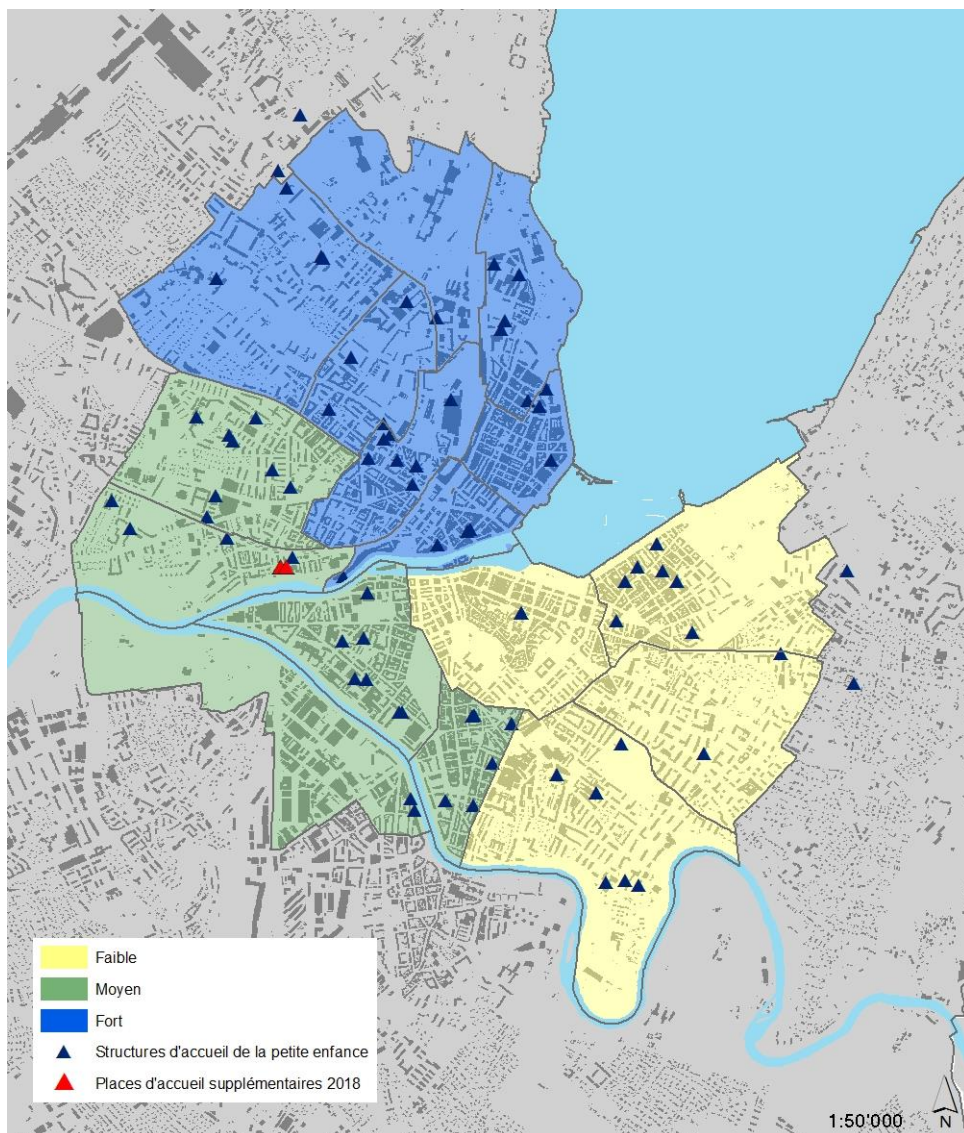 Faible
Moyen
Fort
Structures d'accueil de la petite enfance
Places d'accueil supplémentaires 2018
1:50'000
N